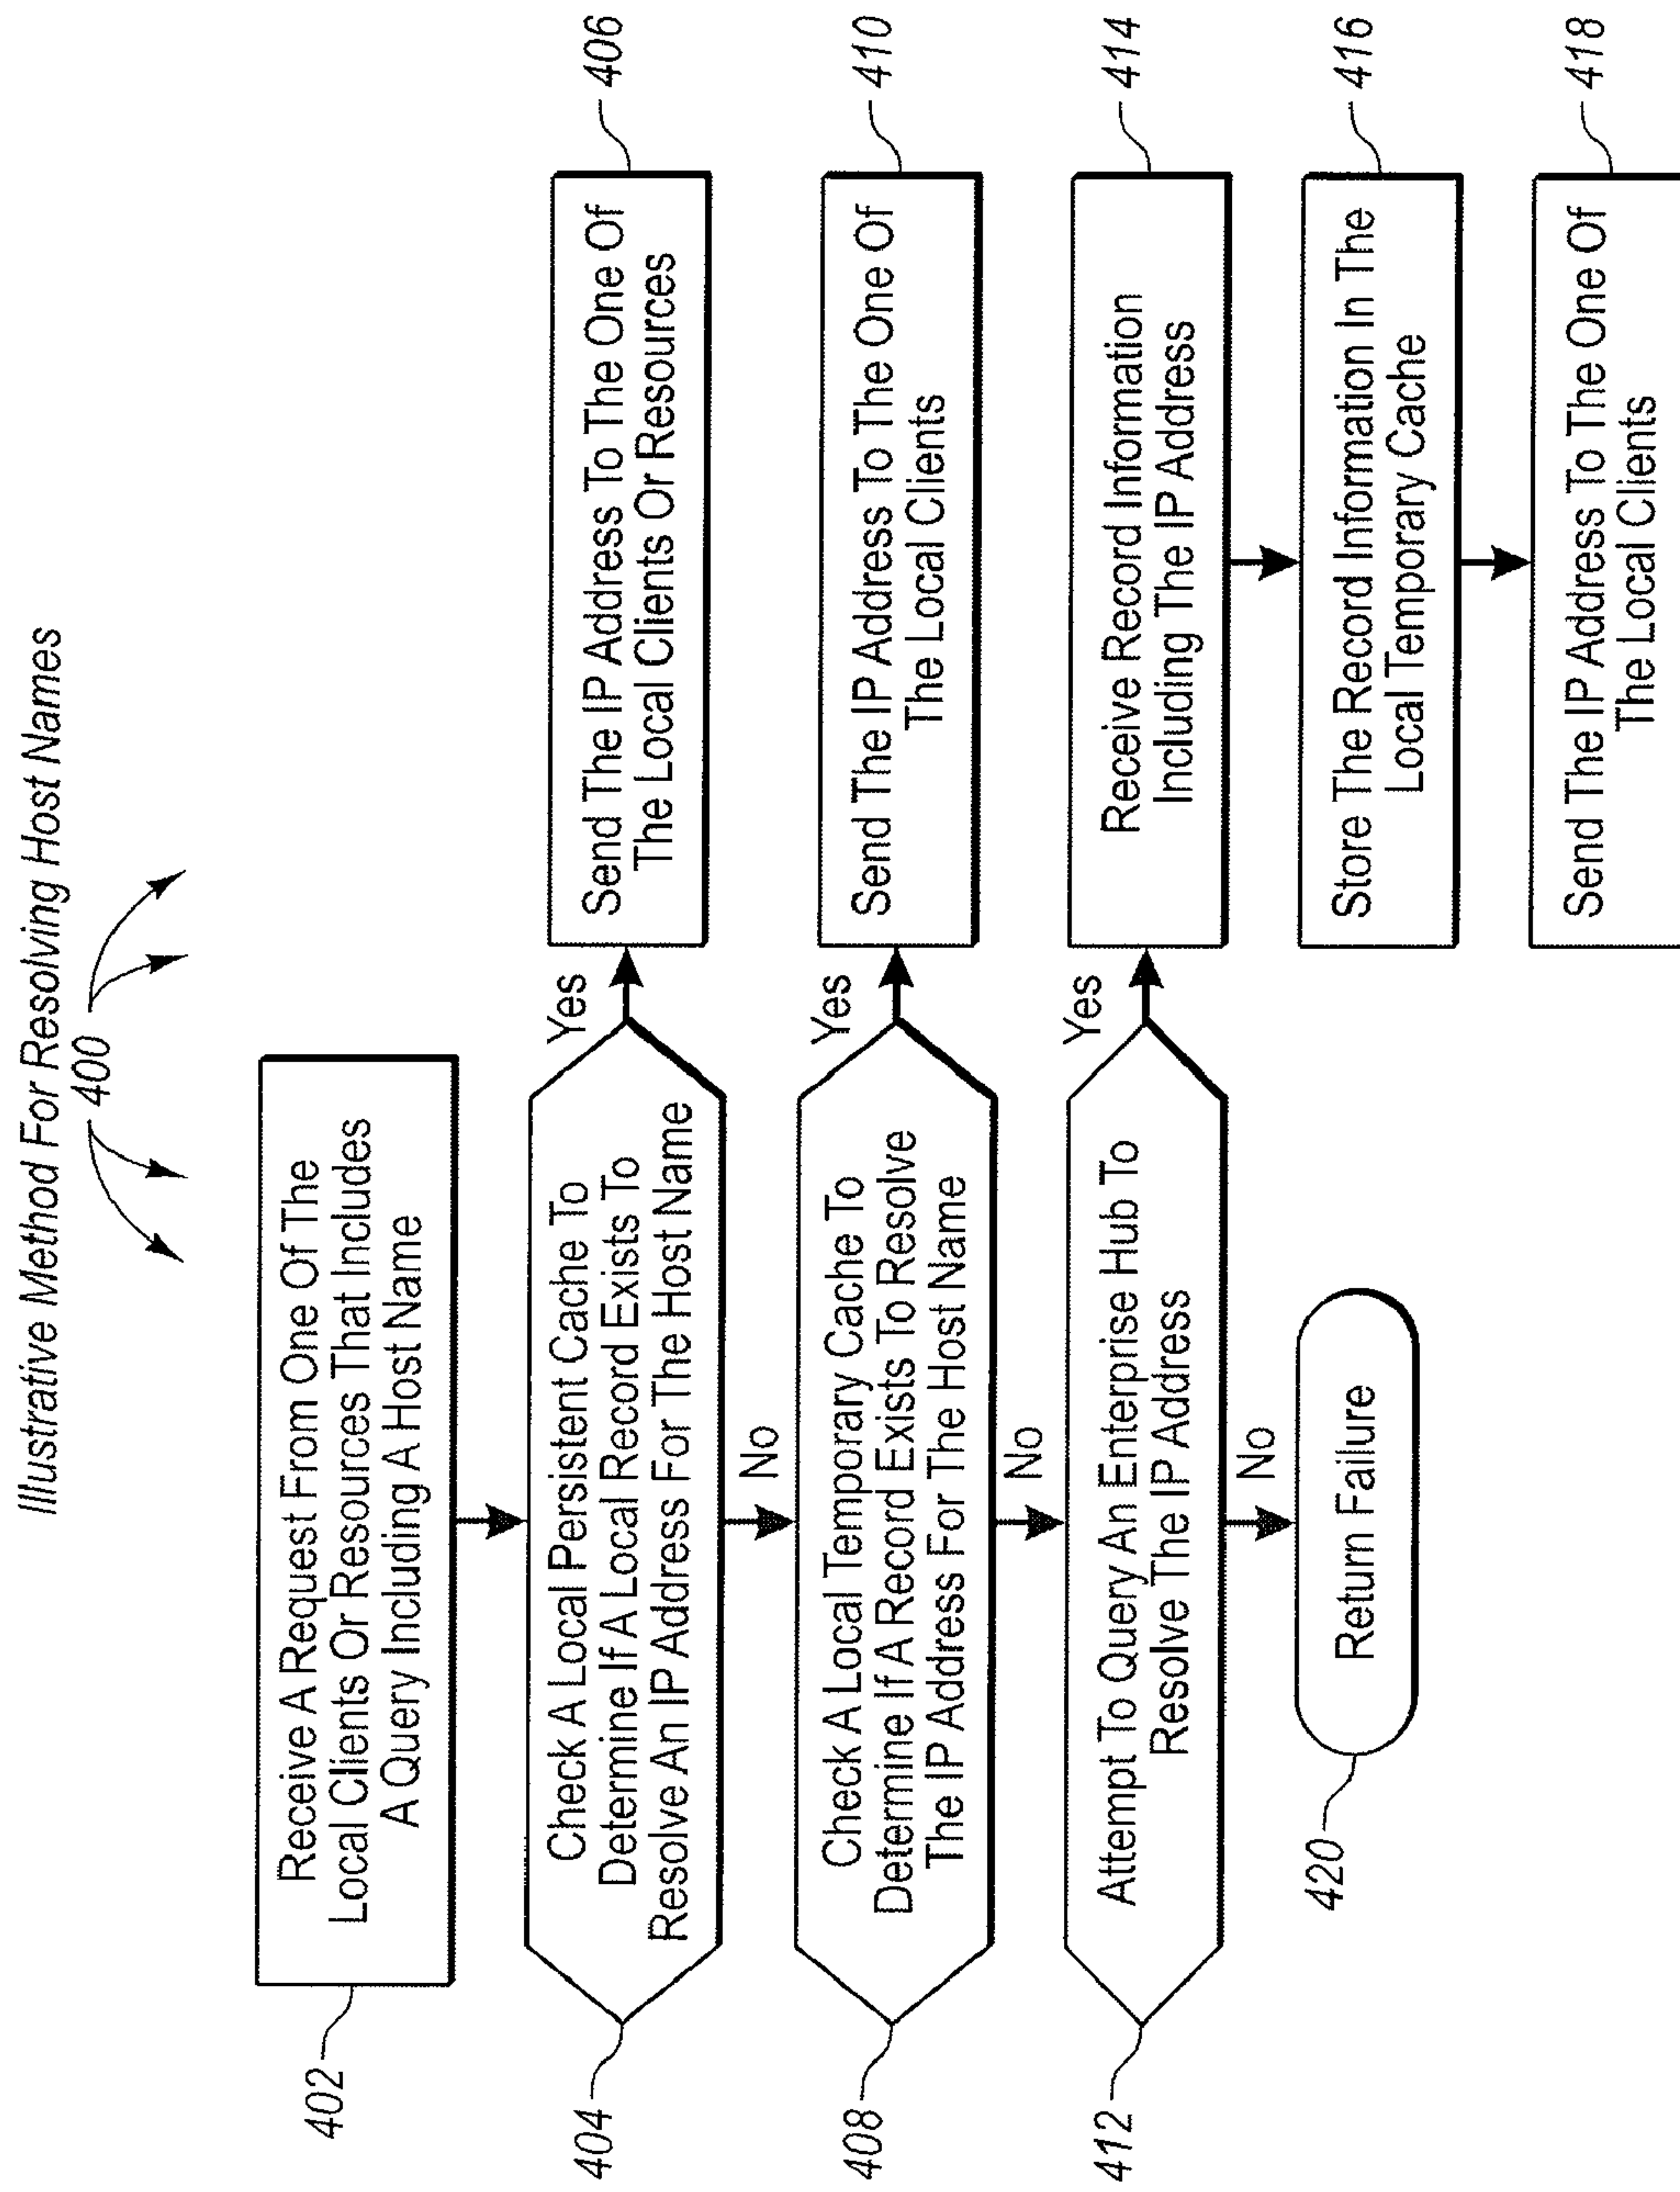 Illustrative Method For Resolving Host Names
400
402
Receive A Request From One Of The
Local Clients Or Resources That Includes
A Query Including A Host Name
404
Check A Local Persistent Cache To
Determine If A Local Record Exists To
Resolve An IP Address For The Host Name
Yes
Send The IP Address To The One Of
The Local Clients Or Resources
406
No
408
Check A Local Temporary Cache To
Determine If A Record Exists To Resolve
The IP Address For The Host Name
Yes
Send The IP Address To The One Of
The Local Clients
410
No
412
Attempt To Query An Enterprise Hub To
Resolve The IP Address
Yes
Receive Record Information
Including The IP Address
414
No
420
Return Failure
Store The Record Information In The
Local Temporary Cache
416
Send The IP Address To The One Of
The Local Clients
418